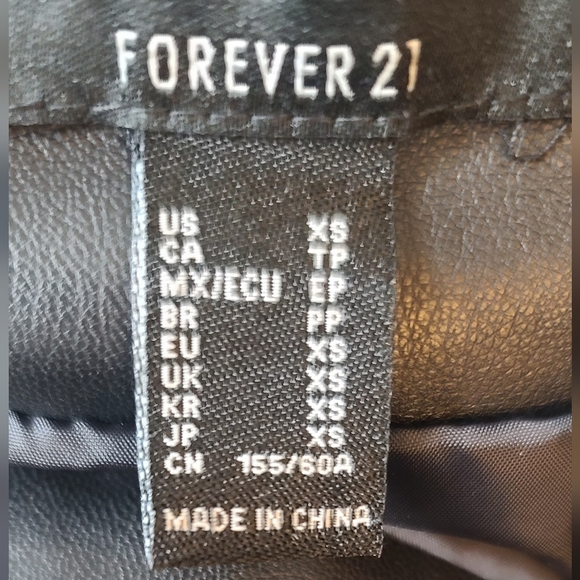 FOREVER 21
US XS
CA TP
MX/ECU EP
BR PP
EU XS
UK XS
KR XS
JP XS
CN 155/60A
MADE IN CHINA